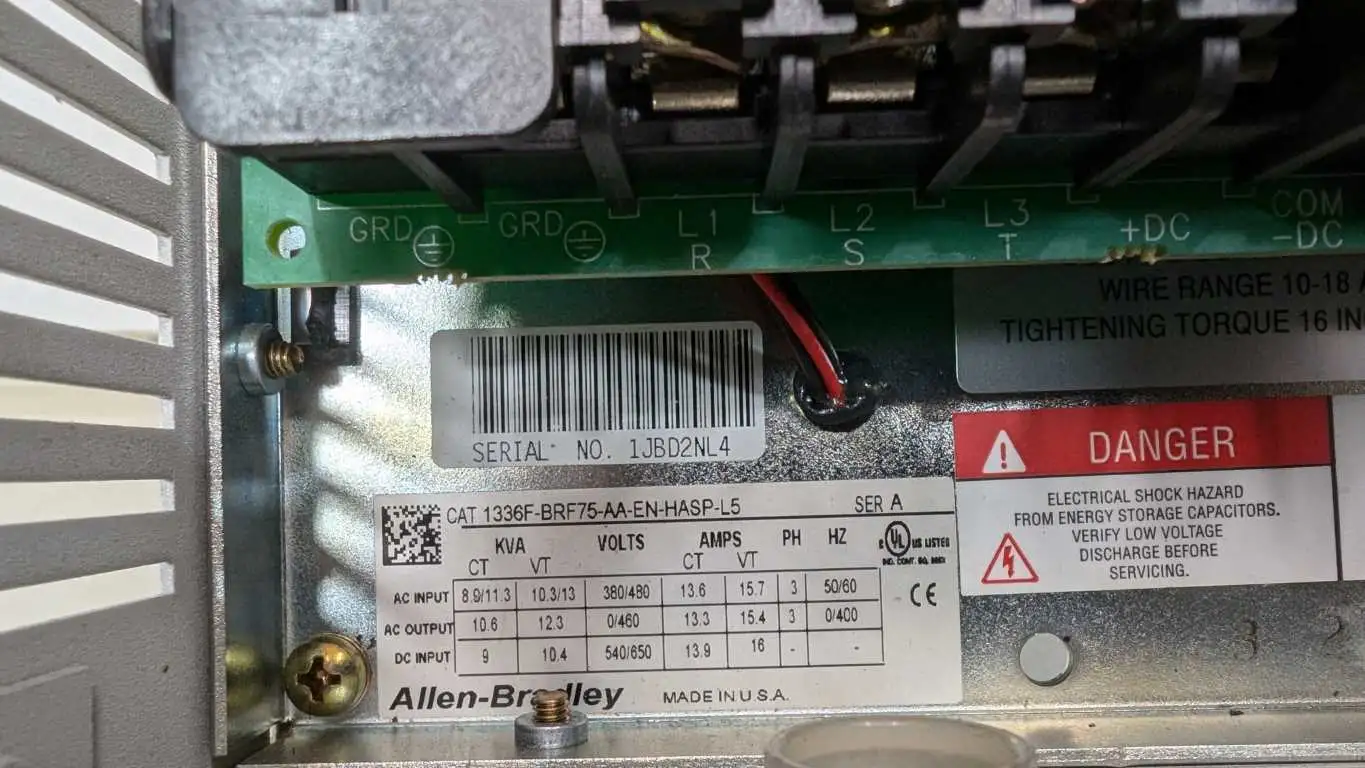 GRD GRD L1 L2 L3 +DC COM
R S T -DC
WIRE RANGE 10-18
TIGHTENING TORQUE 16 IN
SERIAL NO. 1JBD2NL4
DANGER
ELECTRICAL SHOCK HAZARD
FROM ENERGY STORAGE CAPACITORS.
VERIFY LOW VOLTAGE
DISCHARGE BEFORE
SERVICING.
CAT 1336F-BRF75-AA-EN-HASP-L5 SER A
KVA VOLTS AMPS PH HZ
CT VT CT VT
AC INPUT 8.9/11.3 10.3/13 380/480 13.6 15.7 3 50/60
AC OUTPUT 10.6 12.3 0/460 13.3 15.4 3 0/400
DC INPUT 9 10.4 540/650 13.9 16 - -
Allen-Bradley MADE IN U.S.A.
c UL US LISTED
IND. CONT. EQ.
CE
3 2